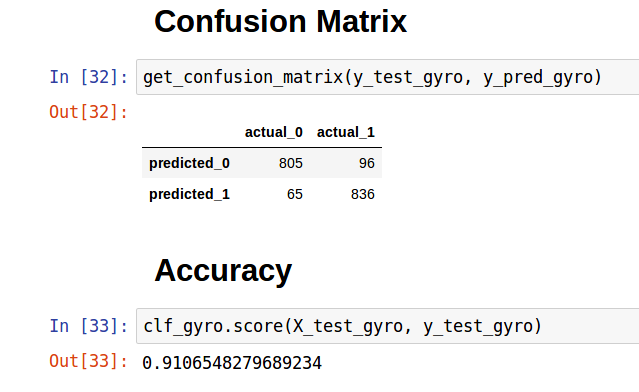 Confusion Matrix
In [32]: get_confusion_matrix(y_test_gyro, y_pred_gyro)
Out[32]:
actual_0 actual_1
predicted_0 805 96
predicted_1 65 836
Accuracy
In [33]: clf_gyro.score(X_test_gyro, y_test_gyro)
Out[33]: 0.9106548279689234